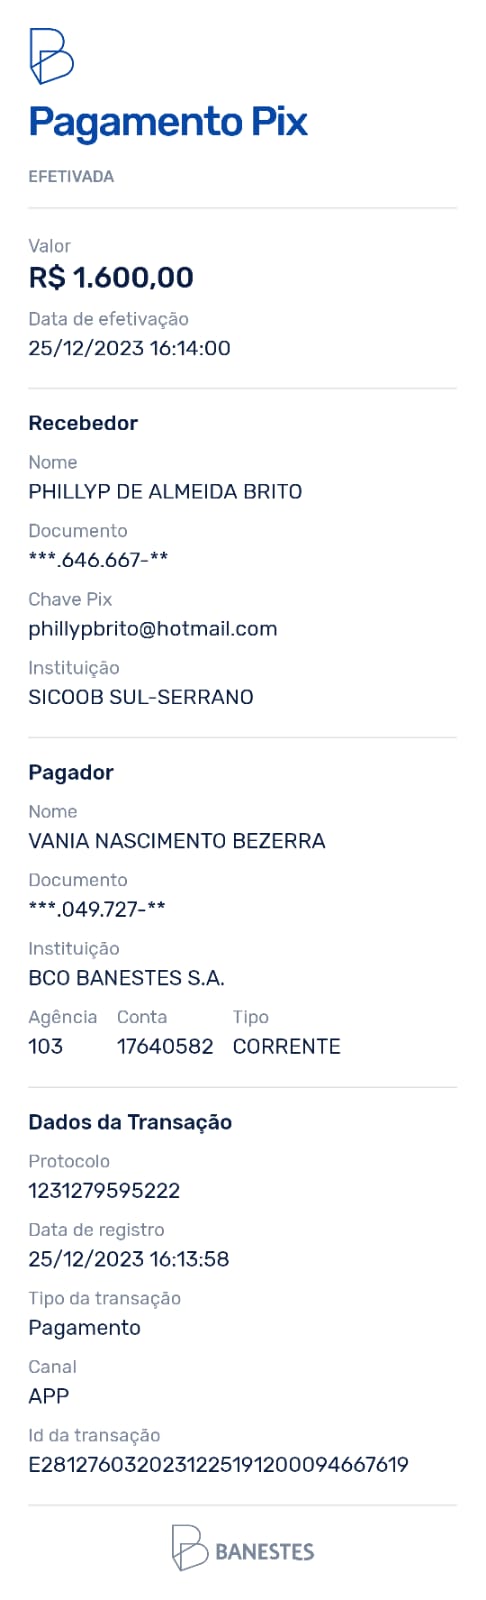 Pagamento Pix
EFETIVADA
Valor
R$ 1.600,00
Data de efetivação
25/12/2023 16:14:00
Recebedor
Nome
PHILLYP DE ALMEIDA BRITO
Documento
***.646.667-**
Chave Pix
phillypbrito@hotmail.com
Instituição
SICOOB SUL-SERRANO
Pagador
Nome
VANIA NASCIMENTO BEZERRA
Documento
***.049.727-**
Instituição
BCO BANESTES S.A.
Agência Conta Tipo
103 17640582 CORRENTE
Dados da Transação
Protocolo
1231279595222
Data de registro
25/12/2023 16:13:58
Tipo da transação
Pagamento
Canal
APP
Id da transação
E2812760320231225191200094667619
BANESTES